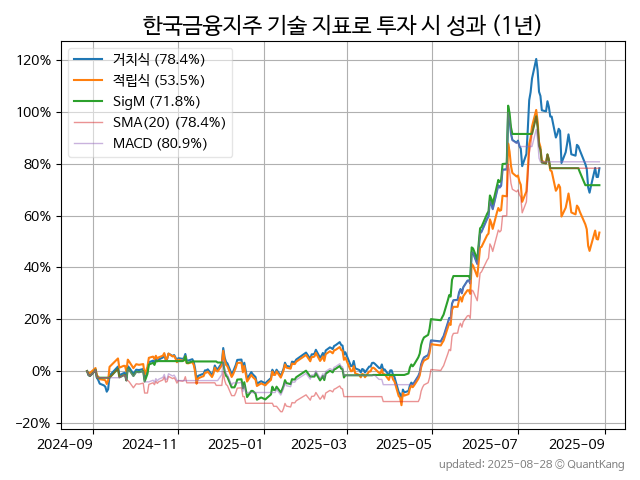 한국금융지주 기술 지표로 투자 시 성과 (1년)
거치식 (78.4%)
적립식 (53.5%)
SigM (71.8%)
SMA(20) (78.4%)
MACD (80.9%)
120%
100%
80%
60%
40%
20%
0%
−20%
2024-09 2024-11 2025-01 2025-03 2025-05 2025-07 2025-09
updated: 2025-08-28 © QuantKang